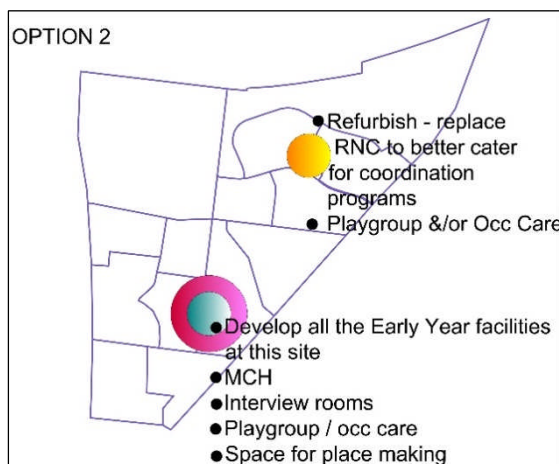 OPTION 2
● Refurbish - replace
RNC to better cater
for coordination
programs
● Playgroup &/or Occ Care
● Develop all the Early Year facilities
at this site
● MCH
● Interview rooms
● Playgroup / occ care
● Space for place making